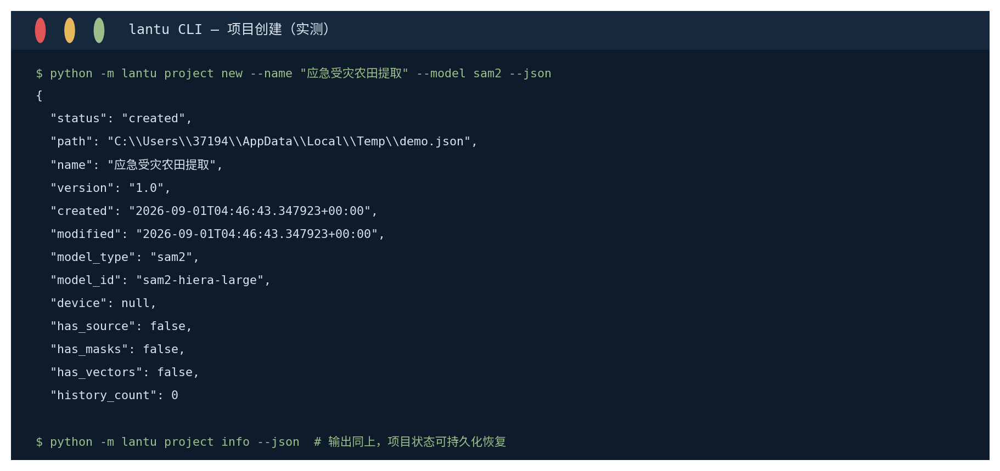 lantu CLI — 项目创建（实测）
$ python -m lantu project new --name "应急受灾农田提取" --model sam2 --json
{
  "status": "created",
  "path": "C:\\Users\\37194\\AppData\\Local\\Temp\\demo.json",
  "name": "应急受灾农田提取",
  "version": "1.0",
  "created": "2026-09-01T04:46:43.347923+00:00",
  "modified": "2026-09-01T04:46:43.347923+00:00",
  "model_type": "sam2",
  "model_id": "sam2-hiera-large",
  "device": null,
  "has_source": false,
  "has_masks": false,
  "has_vectors": false,
  "history_count": 0
$ python -m lantu project info --json  # 输出同上，项目状态可持久化恢复